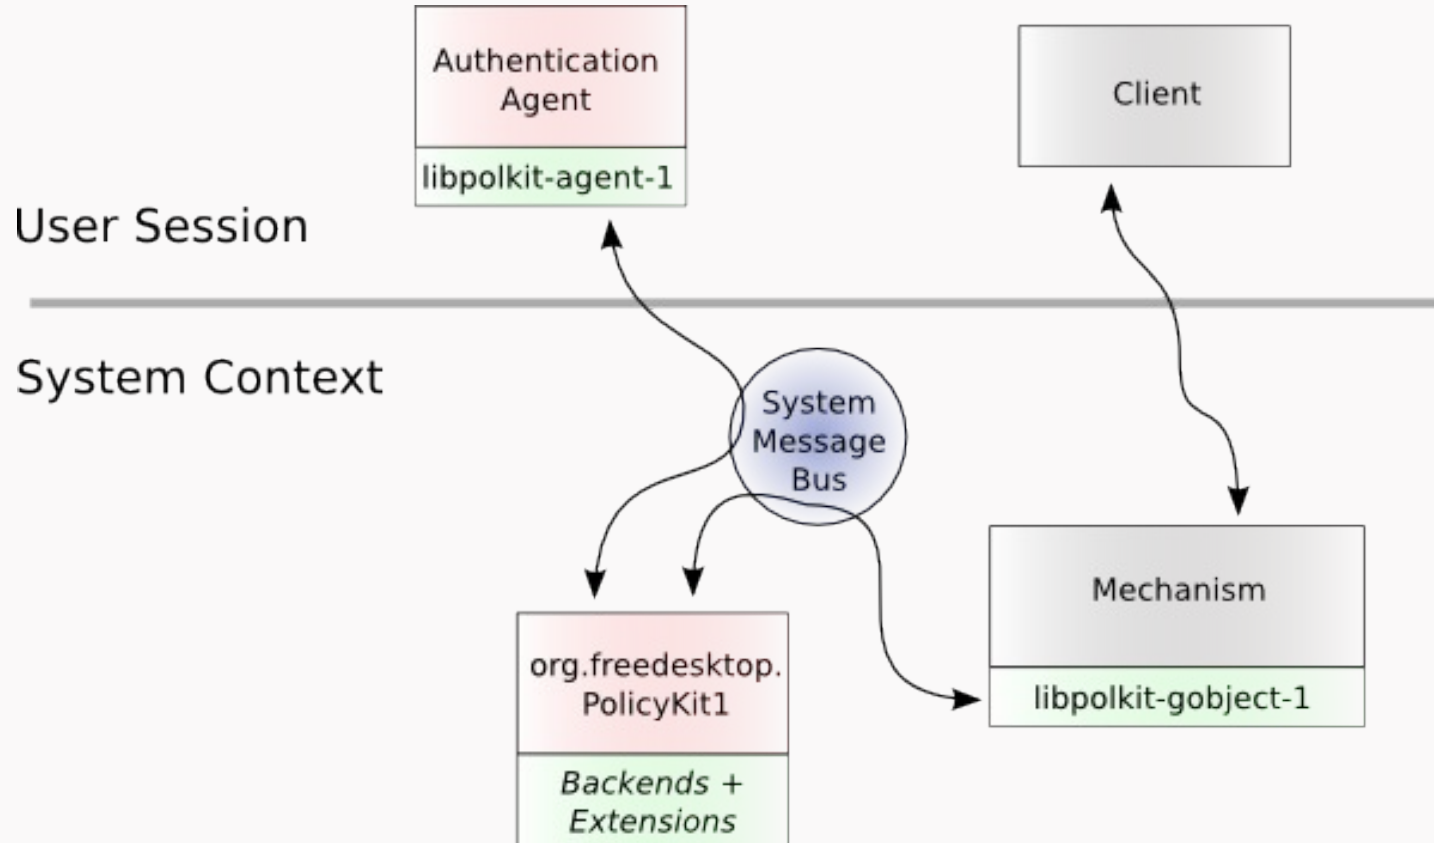 Authentication
Agent
libpolkit-agent-1
Client
User Session
System Context
System
Message
Bus
Mechanism
libpolkit-gobject-1
org.freedesktop.
PolicyKit1
Backends +
Extensions